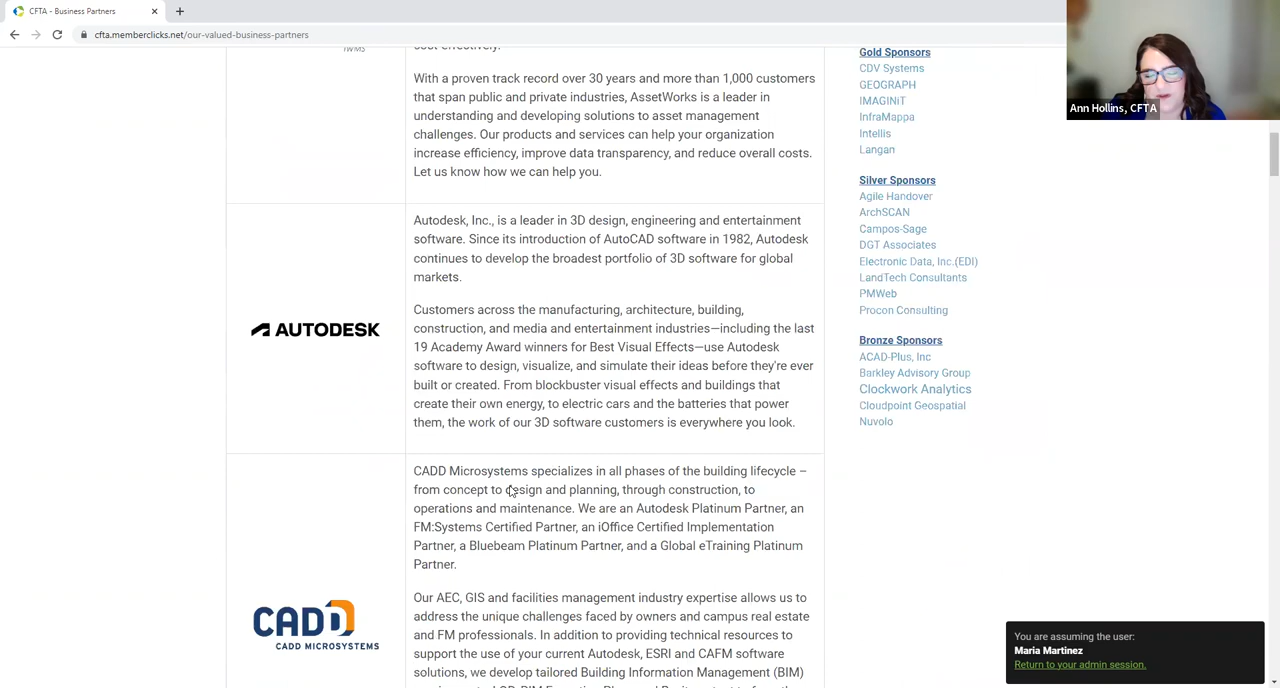 CFTA - Business Partners
cfta.memberclicks.net/our-valued-business-partners
IWMS
cost effectively.
With a proven track record over 30 years and more than 1,000 customers
that span public and private industries, AssetWorks is a leader in
understanding and developing solutions to asset management
challenges. Our products and services can help your organization
increase efficiency, improve data transparency, and reduce overall costs.
Let us know how we can help you.
AUTODESK
Autodesk, Inc., is a leader in 3D design, engineering and entertainment
software. Since its introduction of AutoCAD software in 1982, Autodesk
continues to develop the broadest portfolio of 3D software for global
markets.
Customers across the manufacturing, architecture, building,
construction, and media and entertainment industries—including the last
19 Academy Award winners for Best Visual Effects—use Autodesk
software to design, visualize, and simulate their ideas before they're ever
built or created. From blockbuster visual effects and buildings that
create their own energy, to electric cars and the batteries that power
them, the work of our 3D software customers is everywhere you look.
CADD
CADD MICROSYSTEMS
CADD Microsystems specializes in all phases of the building lifecycle –
from concept to design and planning, through construction, to
operations and maintenance. We are an Autodesk Platinum Partner, an
FM:Systems Certified Partner, an iOffice Certified Implementation
Partner, a Bluebeam Platinum Partner, and a Global eTraining Platinum
Partner.
Our AEC, GIS and facilities management industry expertise allows us to
address the unique challenges faced by owners and campus real estate
and FM professionals. In addition to providing technical resources to
support the use of your current Autodesk, ESRI and CAFM software
solutions, we develop tailored Building Information Management (BIM)
Gold Sponsors
CDV Systems
GEOGRAPH
IMAGINiT
InfraMappa
Intellis
Langan
Silver Sponsors
Agile Handover
ArchSCAN
Campos-Sage
DGT Associates
Electronic Data, Inc.(EDI)
LandTech Consultants
PMWeb
Procon Consulting
Bronze Sponsors
ACAD-Plus, Inc
Barkley Advisory Group
Clockwork Analytics
Cloudpoint Geospatial
Nuvolo
Ann Hollins, CFTA
You are assuming the user:
Maria Martinez
Return to your admin session.